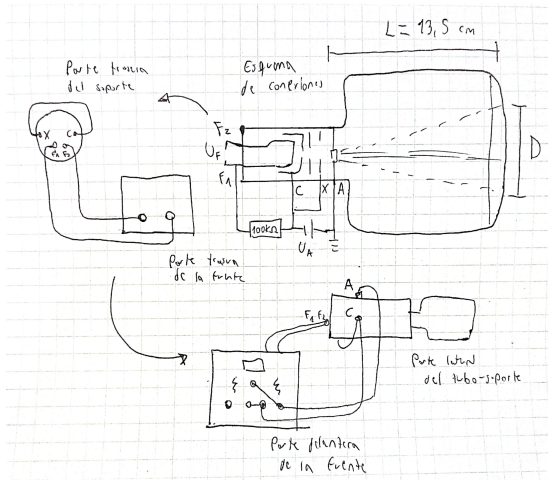 L = 13,5 cm
Parte trasera
del soporte
Esquema
de conexiones
X C
F1 F2
F2
UF
F1
C X A
100kΩ
UA
D
Parte trasera
de la fuente
A
F1 F2
C
Parte lateral
del tubo-soporte
Parte delantera
de la fuente